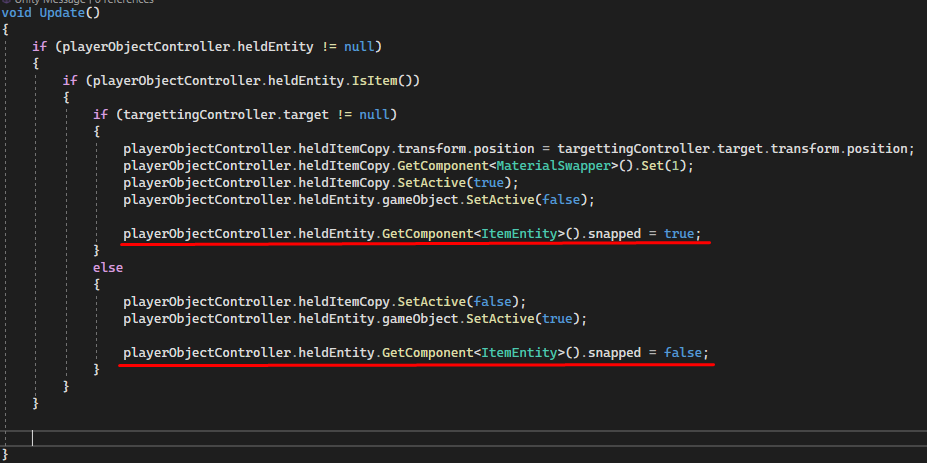 Unity Message | 0 references
void Update()
{
if (playerObjectController.heldEntity != null)
{
if (playerObjectController.heldEntity.IsItem())
{
if (targettingController.target != null)
{
playerObjectController.heldItemCopy.transform.position = targettingController.target.transform.position;
playerObjectController.heldItemCopy.GetComponent<MaterialSwapper>().Set(1);
playerObjectController.heldItemCopy.SetActive(true);
playerObjectController.heldEntity.gameObject.SetActive(false);
playerObjectController.heldEntity.GetComponent<ItemEntity>().snapped = true;
}
else
{
playerObjectController.heldItemCopy.SetActive(false);
playerObjectController.heldEntity.gameObject.SetActive(true);
playerObjectController.heldEntity.GetComponent<ItemEntity>().snapped = false;
}
}
}
}